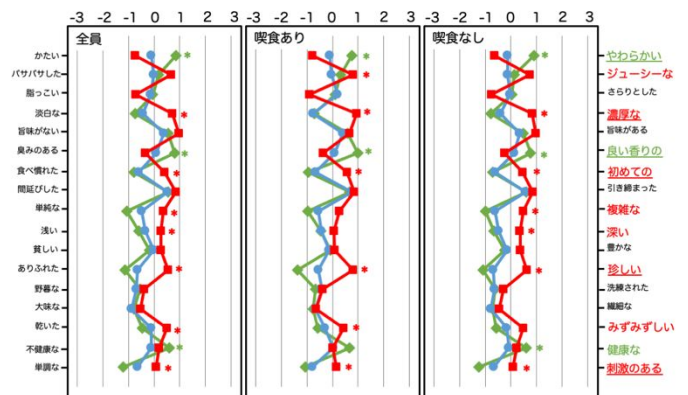 -3 -2 -1 0 1 2 3 -3 -2 -1 0 1 2 3 -3 -2 -1 0 1 2 3
全員 喫食あり 喫食なし
かたい * * * やわらかい
パサパサした * * * ジューシーな
脂っこい さらりとした
淡白な * * * 濃厚な
旨味がない 旨味がある
臭みのある * * * 良い香りの
食べ慣れた * * * 初めての
間延びした 引き締まった
単純な * * 複雑な
浅い * * 深い
貧しい 豊かな
ありふれた * * * 珍しい
野暮な 洗練された
大味な 繊細な
乾いた * * みずみずしい
不健康な * * 健康な
単調な * * * 刺激のある